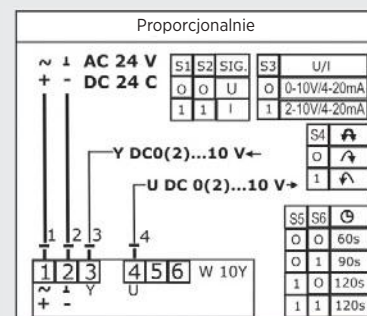 Proporcjonalnie
~ ⊥ AC 24 V
+ - DC 24 C
S1 S2 SIG.
O O U
1 1 I
S3 U/I
O 0-10V/4-20mA
1 2-10V/4-20mA
S4
O
1
Y DC0(2)...10 V←
U DC 0(2)...10 V→
S5 S6
O O 60s
O 1 90s
1 O 120s
1 1 120s
1 2 3 4
1 2 3 4 5 6 W 10Y
~ ⊥ Y U
+ -